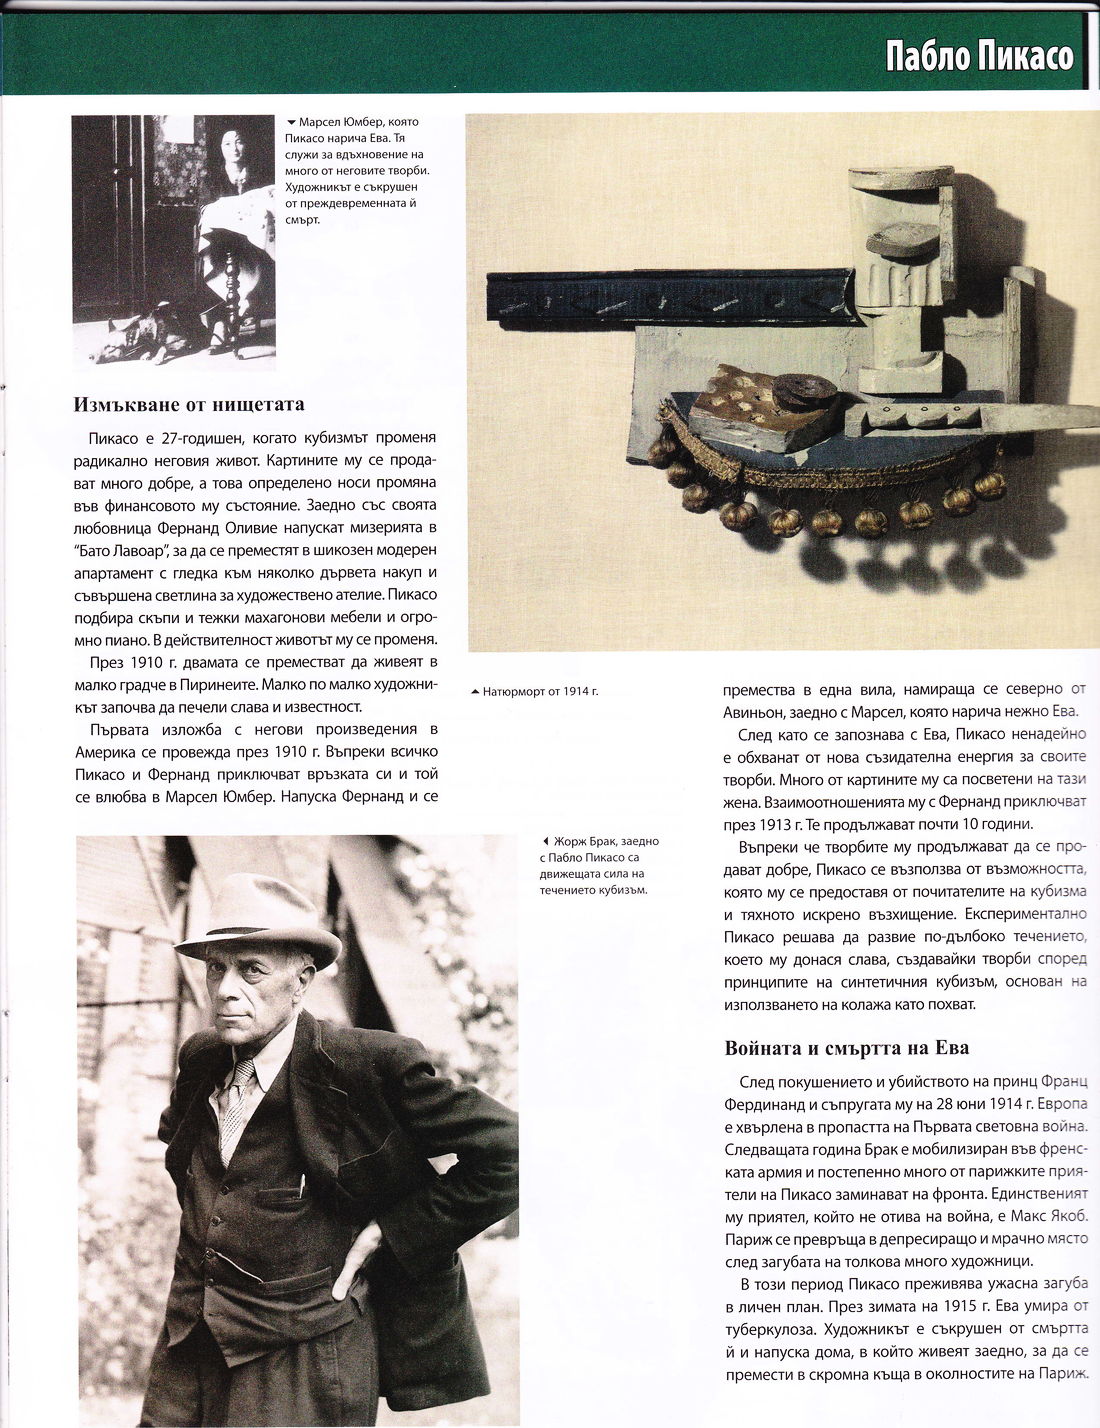 Пабло Пикасо
Марсел Юмбер, която
Пикасо нарича Ева. Тя
служи за вдъхновение на
много от неговите творби.
Художникът е съкрушен
от преждевременната ѝ
смърт.
Измъкване от нищетата
Пикасо е 27-годишен, когато кубизмът променя
радикално неговия живот. Картините му се прода-
ват много добре, а това определено носи промяна
във финансовото му състояние. Заедно със своята
любовница Фернанд Оливие напускат мизерията в
“Бато Лавоар”, за да се преместят в шикозен модерен
апартамент с гледка към няколко дървета накуп и
съвършена светлина за художествено ателие. Пикасо
подбира скъпи и тежки махагонови мебели и огро-
мно пиано. В действителност животът му се променя.
През 1910 г. двамата се преместват да живеят в
малко градче в Пиринеите. Малко по малко художни-
кът започва да печели слава и известност.
Първата изложба с негови произведения в
Америка се провежда през 1910 г. Въпреки всичко
Пикасо и Фернанд приключват връзката си и той
се влюбва в Марсел Юмбер. Напуска Фернанд и се
Натюрморт от 1914 г.
Жорж Брак, заедно
с Пабло Пикасо са
движещата сила на
течението кубизъм.
премества в една вила, намираща се северно от
Авиньон, заедно с Марсел, която нарича нежно Ева.
След като се запознава с Ева, Пикасо ненадейно
е обхванат от нова съзидателна енергия за своите
творби. Много от картините му са посветени на тази
жена. Взаимоотношенията му с Фернанд приключват
през 1913 г. Те продължават почти 10 години.
Въпреки че творбите му продължават да се про-
дават добре, Пикасо се възползва от възможността,
която му се предоставя от почитателите на кубизма
и тяхното искрено възхищение. Експериментално
Пикасо решава да развие по-дълбоко течението,
което му донася слава, създавайки творби според
принципите на синтетичния кубизъм, основан на
използването на колажа като похват.
Войната и смъртта на Ева
След покушението и убийството на принц Франц
Фердинанд и съпругата му на 28 юни 1914 г. Европа
е хвърлена в пропастта на Първата световна война.
Следващата година Брак е мобилизиран във френс-
ката армия и постепенно много от парижките прия-
тели на Пикасо заминават на фронта. Единственият
му приятел, който не отива на война, е Макс Якоб.
Париж се превръща в депресиращо и мрачно място
след загубата на толкова много художници.
В този период Пикасо преживява ужасна загуба
в личен план. През зимата на 1915 г. Ева умира от
туберкулоза. Художникът е съкрушен от смъртта
ѝ и напуска дома, в който живеят заедно, за да се
премести в скромна къща в околностите на Париж.